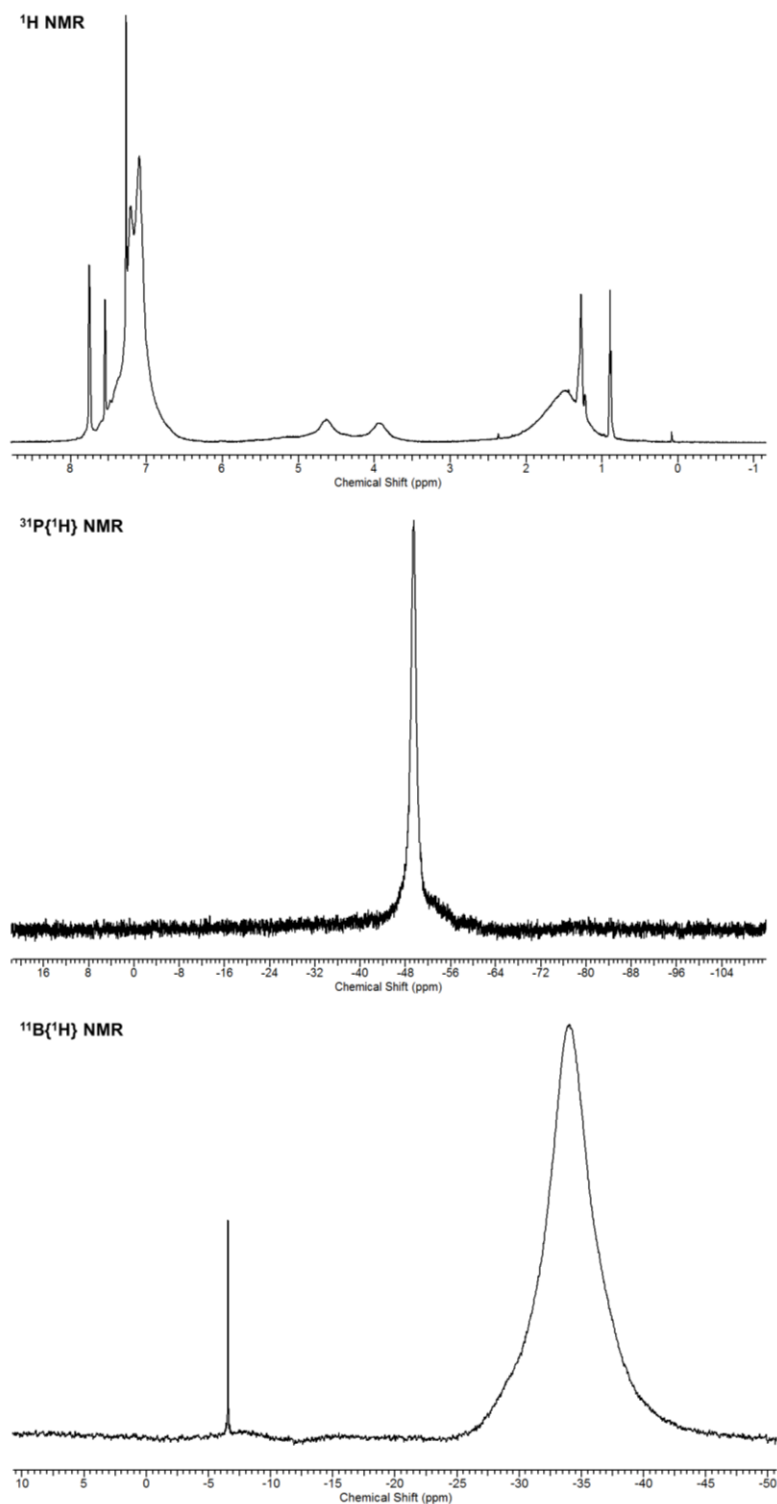 ¹H NMR
8 7 6 5 4 3 2 1 0 -1
Chemical Shift (ppm)
³¹P{¹H} NMR
16 8 0 -8 -16 -24 -32 -40 -48 -56 -64 -72 -80 -88 -96 -104
Chemical Shift (ppm)
¹¹B{¹H} NMR
10 5 0 -5 -10 -15 -20 -25 -30 -35 -40 -45 -50
Chemical Shift (ppm)